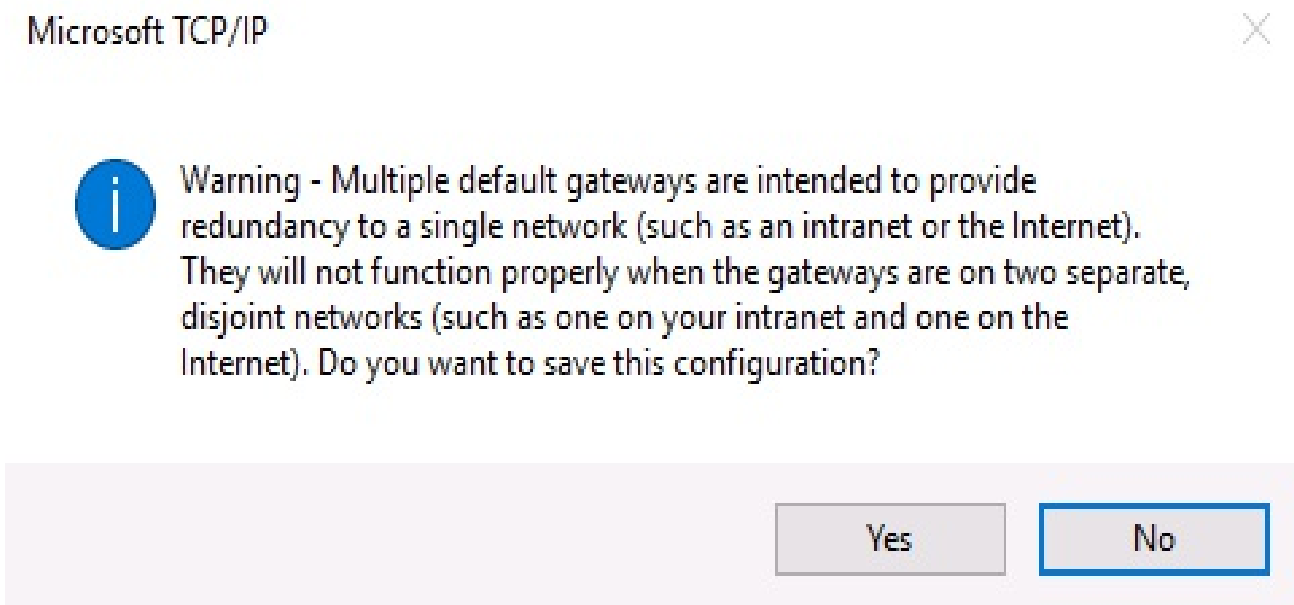 Microsoft TCP/IP
Warning - Multiple default gateways are intended to provide
redundancy to a single network (such as an intranet or the Internet).
They will not function properly when the gateways are on two separate,
disjoint networks (such as one on your intranet and one on the
Internet). Do you want to save this configuration?
Yes
No